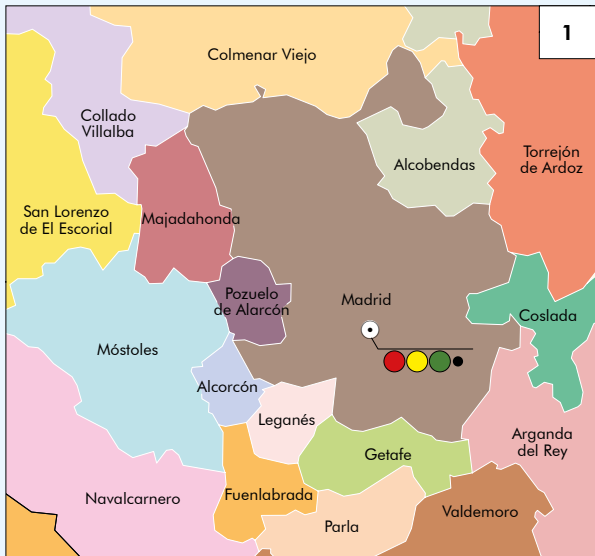 1
Colmenar Viejo
Collado
Villalba
Alcobendas
Torrejón
de Ardoz
San Lorenzo
de El Escorial
Majadahonda
Pozuelo
de Alarcón
Madrid
Coslada
Móstoles
Alcorcón
Leganés
Arganda
del Rey
Getafe
Navalcarnero
Fuenlabrada
Parla
Valdemoro